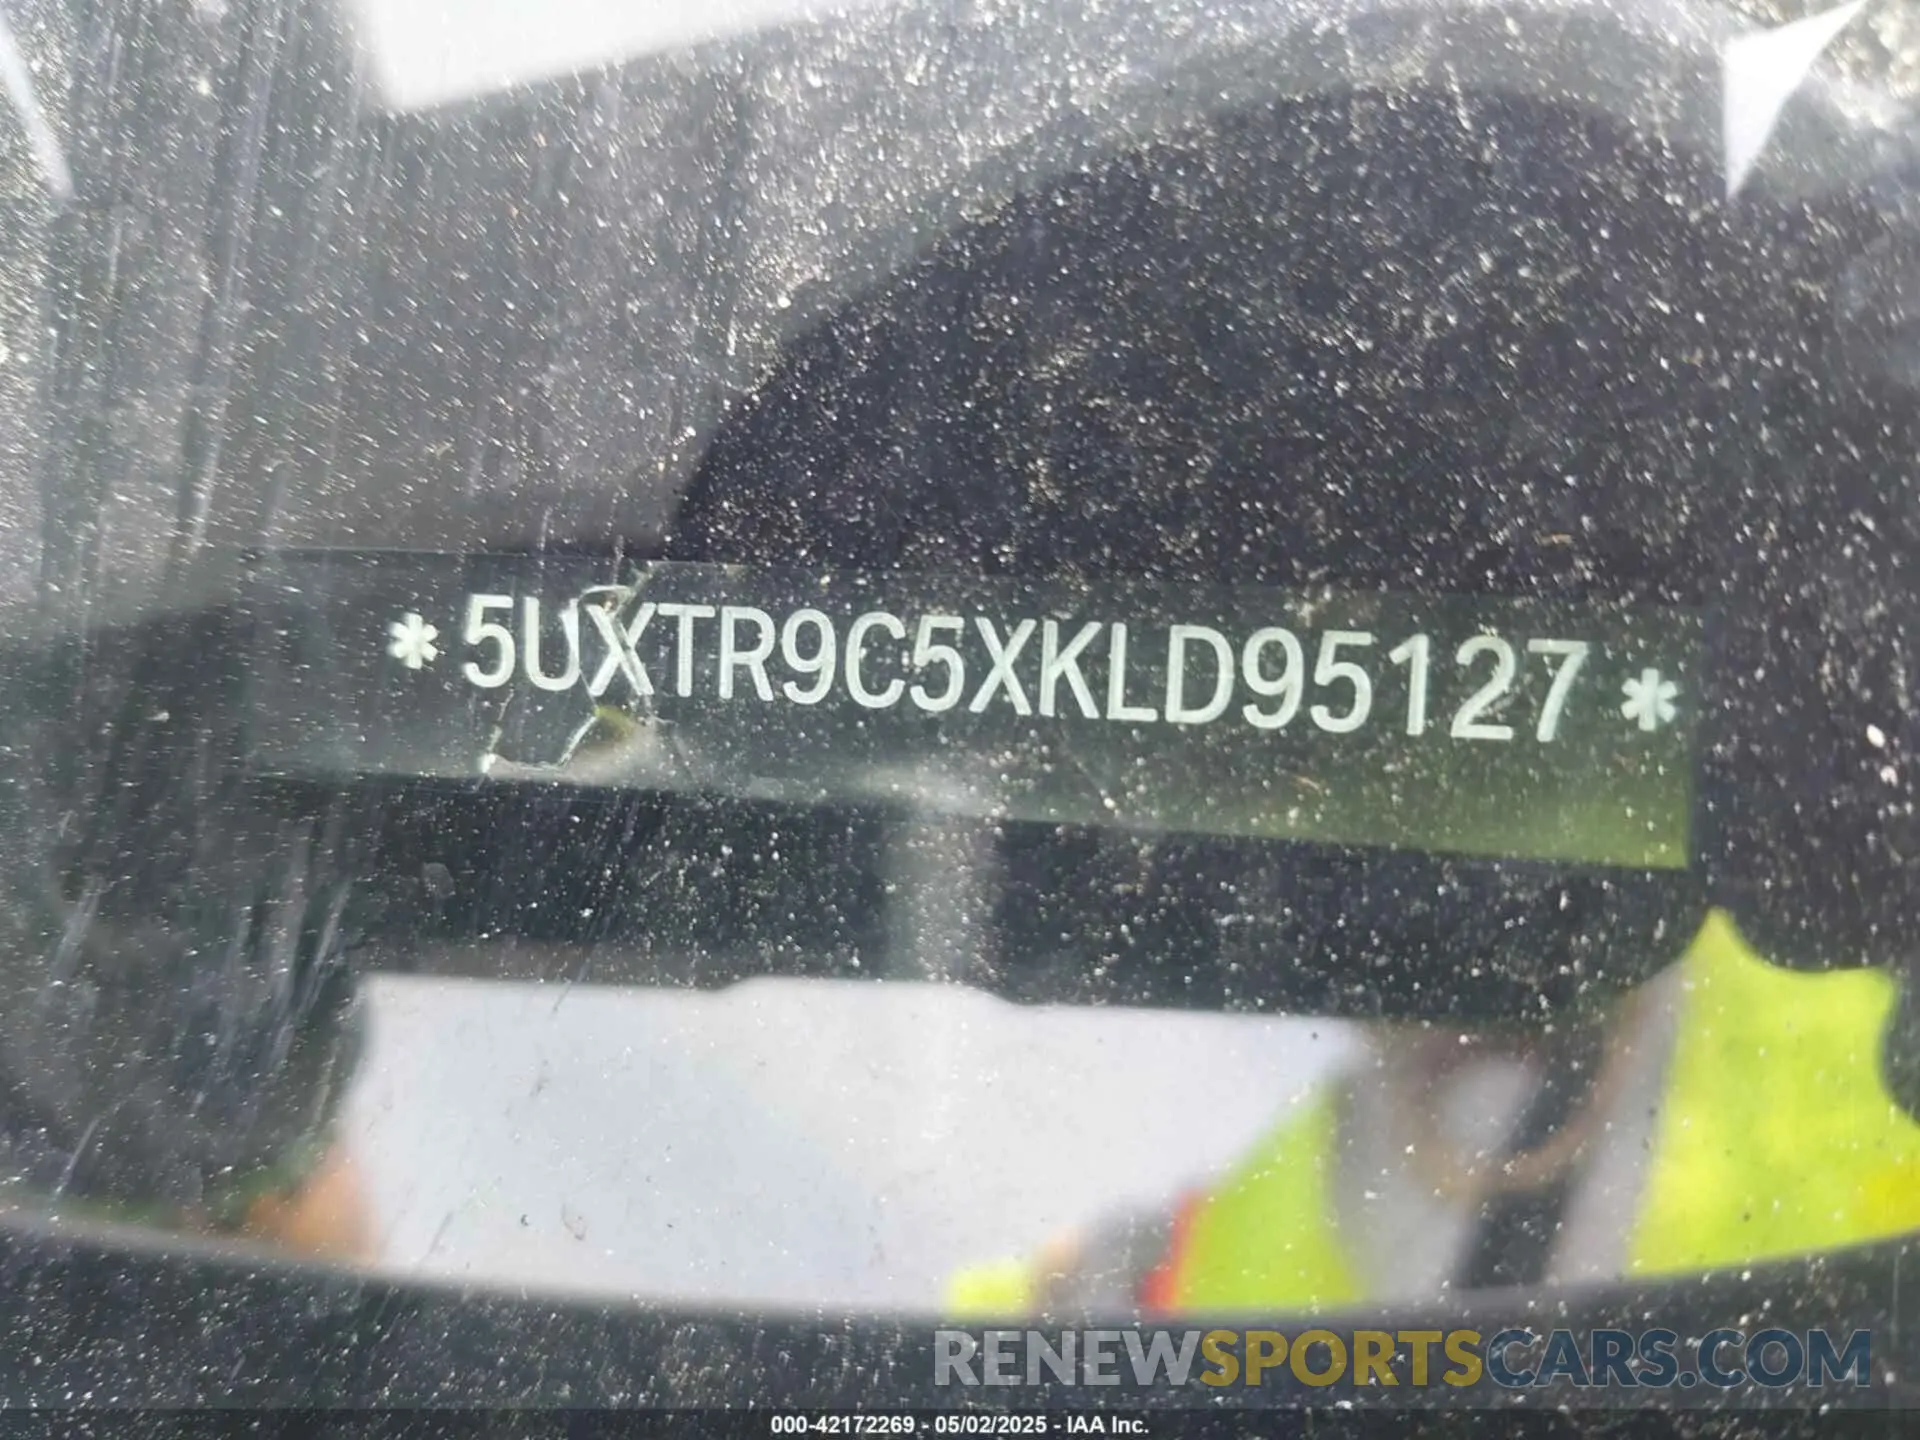 *5UXTR9C5XKLD95127*
RENEWSPORTSCARS.COM
000-42172269 - 05/02/2025 - IAA Inc.